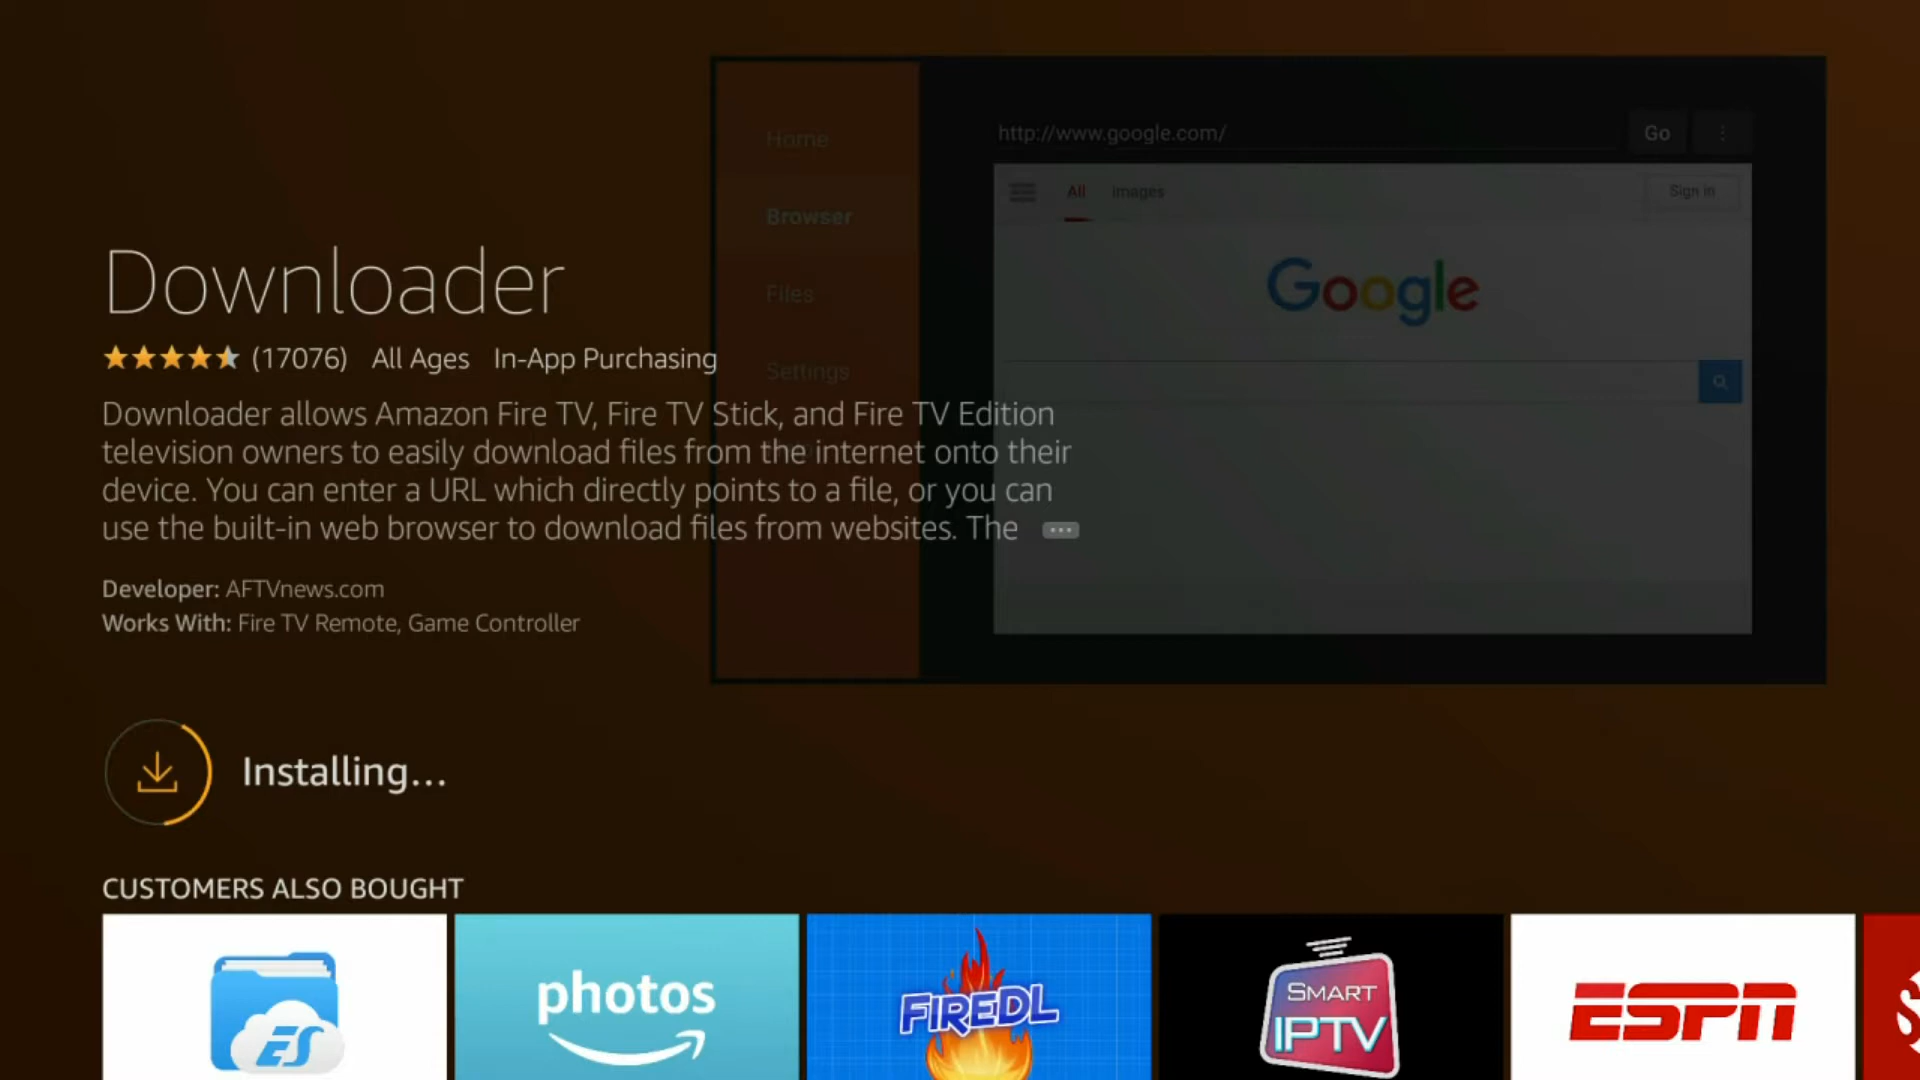 Home
http://www.google.com/
Go
All
Images
Sign in
Browser
Google
Downloader
Files
(17076) All Ages In-App Purchasing
Settings
Downloader allows Amazon Fire TV, Fire TV Stick, and Fire TV Edition
television owners to easily download files from the internet onto their
device. You can enter a URL which directly points to a file, or you can
use the built-in web browser to download files from websites. The
Developer: AFTVnews.com
Works With: Fire TV Remote, Game Controller
Installing...
CUSTOMERS ALSO BOUGHT
ES
photos
FIREDL
SMART
IPTV
ESPN